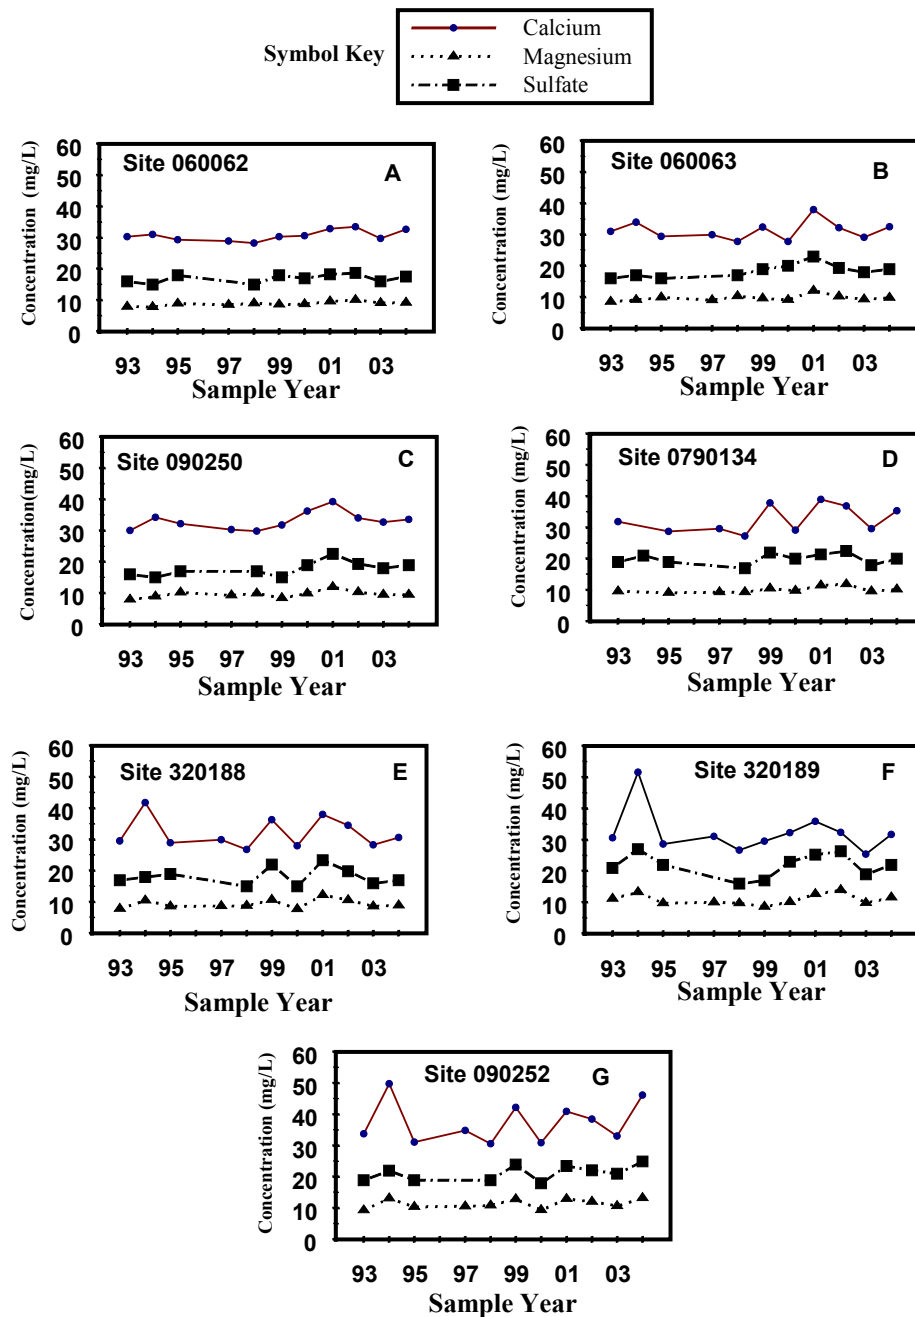 Symbol Key
Calcium
Magnesium
Sulfate
Site 060062 A
Concentration (mg/L)
60
50
40
30
20
10
0
93 95 97 99 01 03
Sample Year
Site 060063 B
Concentration (mg/L)
60
50
40
30
20
10
0
93 95 97 99 01 03
Sample Year
Site 090250 C
Concentration(mg/L)
60
50
40
30
20
10
0
93 95 97 99 01 03
Sample Year
Site 0790134 D
Concentration (mg/L)
60
50
40
30
20
10
0
93 95 97 99 01 03
Sample Year
Site 320188 E
Concentration (mg/L)
60
50
40
30
20
10
0
93 95 97 99 01 03
Sample Year
Site 320189 F
Concentration (mg/L)
60
50
40
30
20
10
0
93 95 97 99 01 03
Sample Year
Site 090252 G
Concentration (mg/L)
60
50
40
30
20
10
0
93 95 97 99 01 03
Sample Year